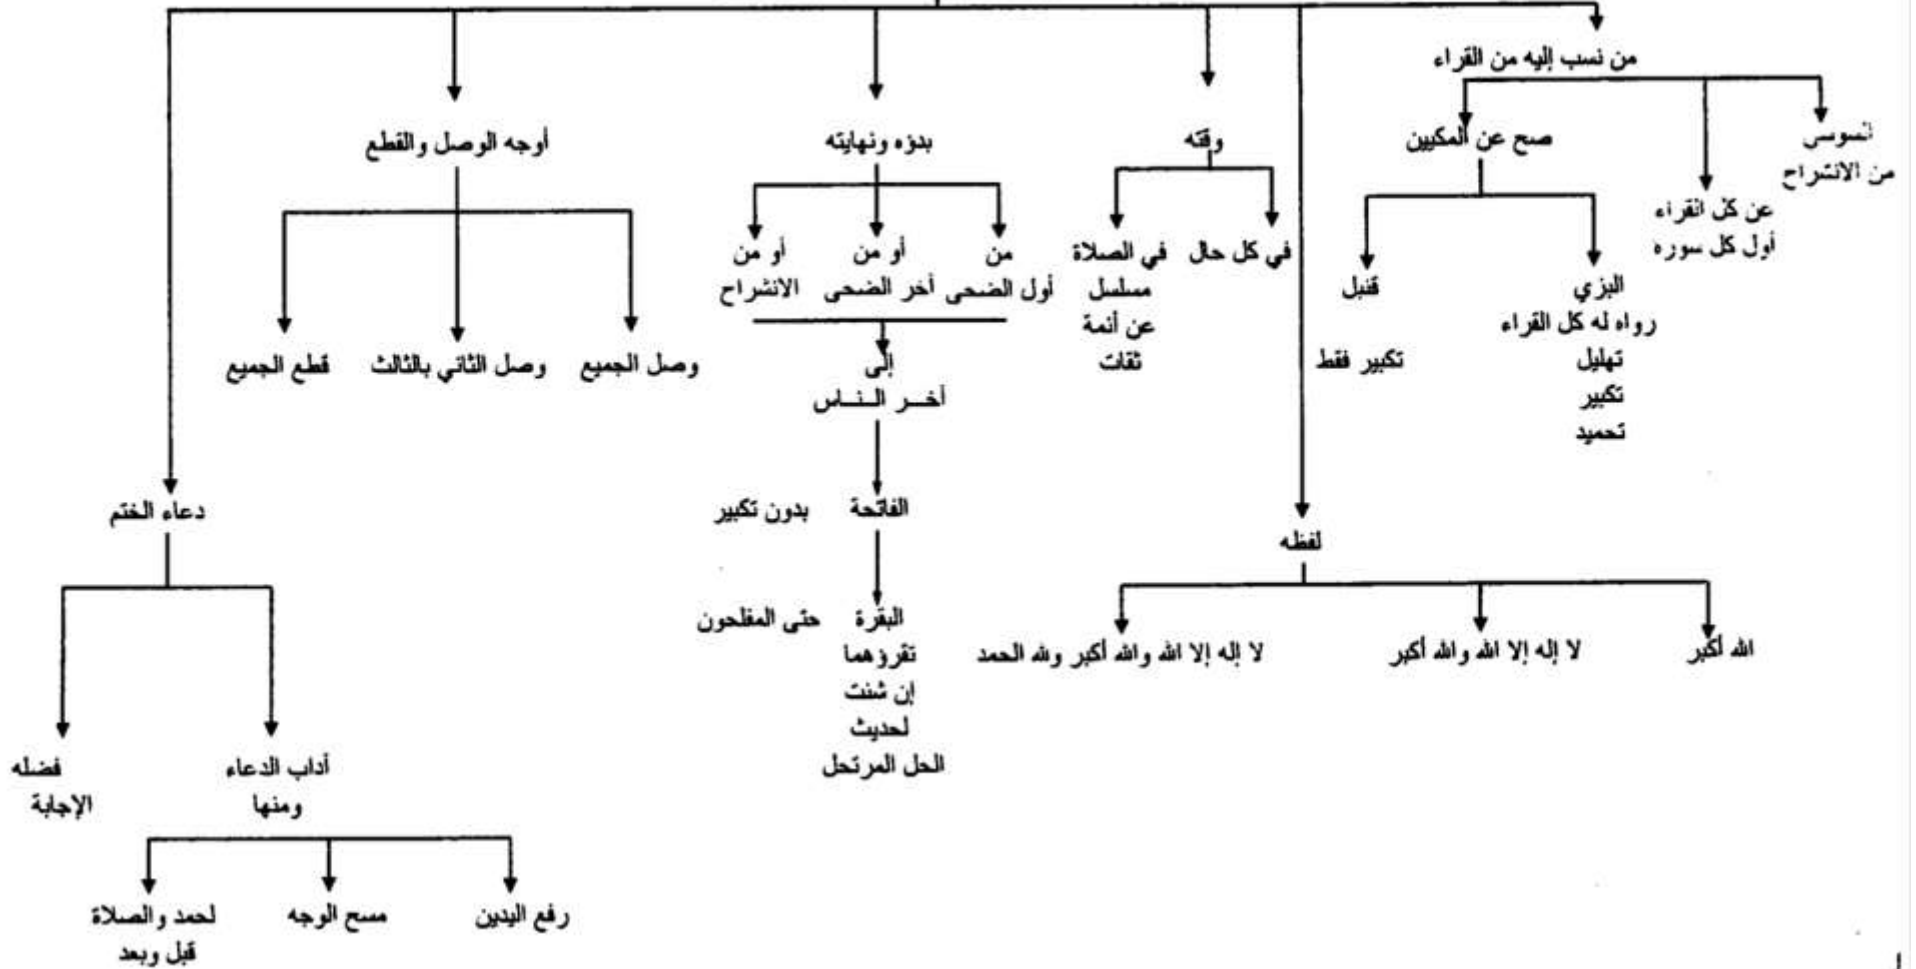 من نسب إليه من القراء
السوسي
من الانشراح
عن كل القراء
أول كل سوره
صح عن المكيين
البزي
رواه له كل القراء
تهليل
تكبير
تحميد
قنبل
تكبير فقط
لفظه
الله أكبر
لا إله إلا الله والله أكبر
لا إله إلا الله والله أكبر ولله الحمد
وقته
في كل حال
في الصلاة
مسلسل
عن أئمة
ثقات
بدؤه ونهايته
من
أول الضحى
أو من
أخر الضحى
أو من
الانشراح
إلى
أخر الناس
الفاتحة بدون تكبير
البقرة حتى المفلحون
تقرؤهما
إن شئت
لحديث
الحل المرتحل
أوجه الوصل والقطع
وصل الجميع
وصل الثاني بالثالث
قطع الجميع
دعاء الختم
أداب الدعاء
ومنها
رفع اليدين
مسح الوجه
لحمد والصلاة
قبل وبعد
فضله
الإجابة